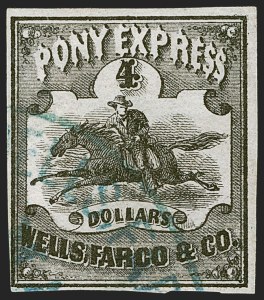 PONY EXPRESS
4
DOLLARS
WELLS, FARGO & CO.